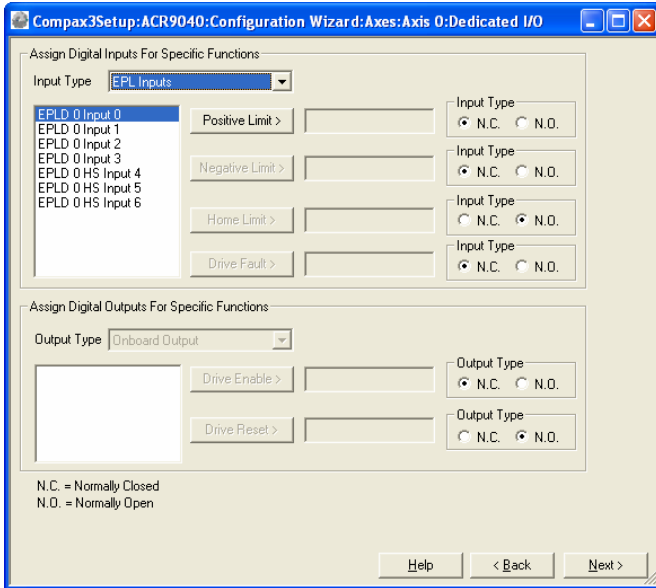 Compax3Setup:ACR9040:Configuration Wizard:Axes:Axis 0:Dedicated I/O
Assign Digital Inputs For Specific Functions
Input Type EPL Inputs
EPLD 0 Input 0
EPLD 0 Input 1
EPLD 0 Input 2
EPLD 0 Input 3
EPLD 0 HS Input 4
EPLD 0 HS Input 5
EPLD 0 HS Input 6
Positive Limit >
Input Type
N.C. N.O.
Negative Limit >
Input Type
N.C. N.O.
Home Limit >
Input Type
N.C. N.O.
Drive Fault >
Input Type
N.C. N.O.
Assign Digital Outputs For Specific Functions
Output Type Onboard Output
Drive Enable >
Output Type
N.C. N.O.
Drive Reset >
Output Type
N.C. N.O.
N.C. = Normally Closed
N.O. = Normally Open
Help < Back Next >